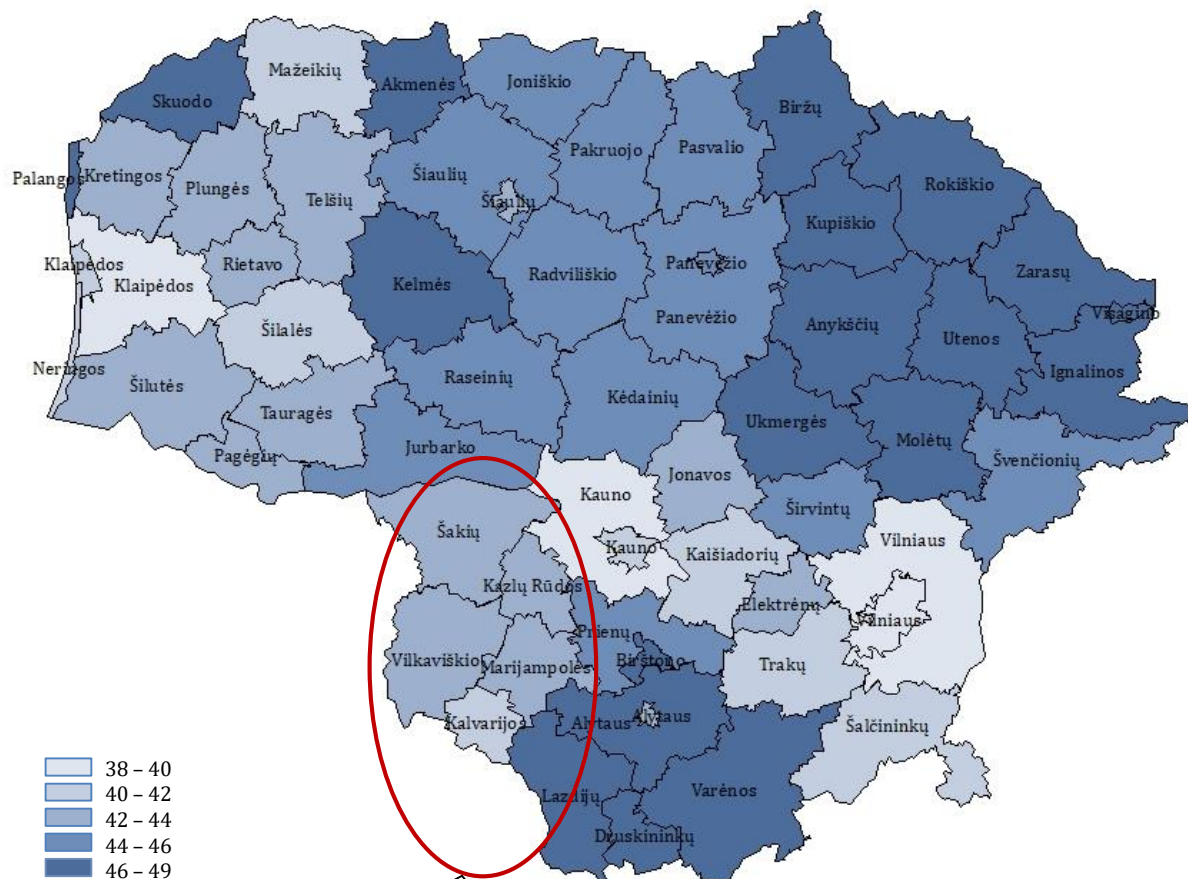 Mažeikių
Akmenės
Joniškio
Skuodo
Biržų
Pakruojo
Pasvalio
Palangos
Kretingos
Plungės
Telšių
Šiaulių
Šiaulių
Rokiškio
Kupiškio
Klaipėdos
Klaipėdos
Rietavo
Kelmės
Radviliškio
Panevėžio
Panevėžio
Zarasų
Visagino
Anykščių
Utenos
Šilalės
Neringos
Šilutės
Raseinių
Kėdainių
Ignalinos
Tauragės
Ukmergės
Molėtų
Pagėgių
Jurbarko
Švenčionių
Jonavos
Kauno
Širvintų
Šakių
Kauno
Kaišiadorių
Vilniaus
Kazlų Rūdos
Elektrėnų
Vilniaus
Prienų
Vilkaviškio
Marijampolės
Birštono
Trakų
Kalvarijos
Alytaus
Alytaus
Šalčininkų
Lazdijų
Varėnos
Druskininkų
38 – 40
40 – 42
42 – 44
44 – 46
46 – 49